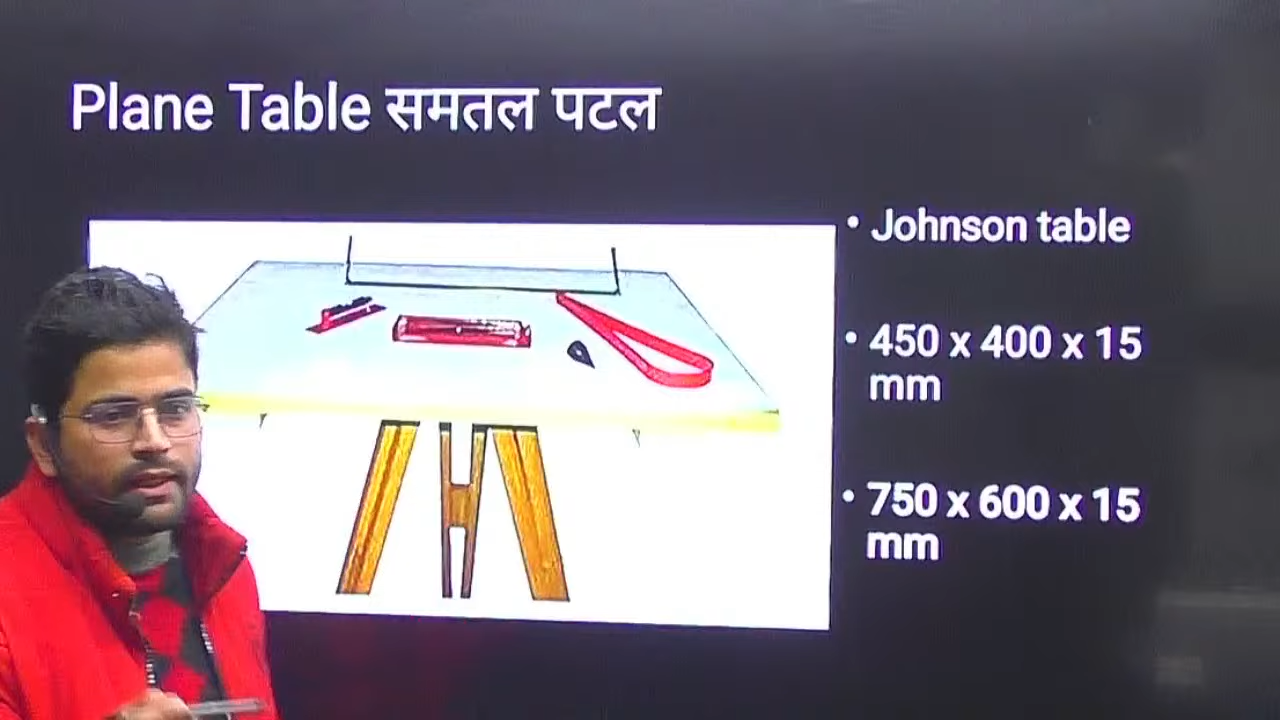 Plane Table समतल पटल
• Johnson table
• 450 x 400 x 15
mm
• 750 x 600 x 15
mm